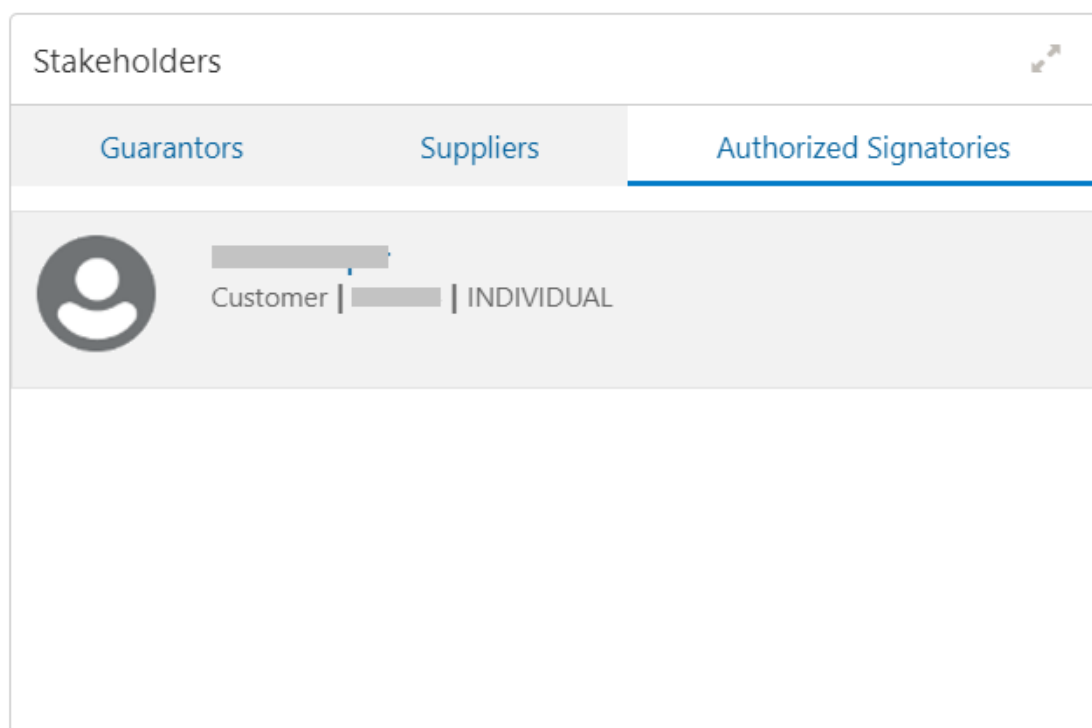 Stakeholders
Guarantors Suppliers Authorized Signatories
Customer | | INDIVIDUAL